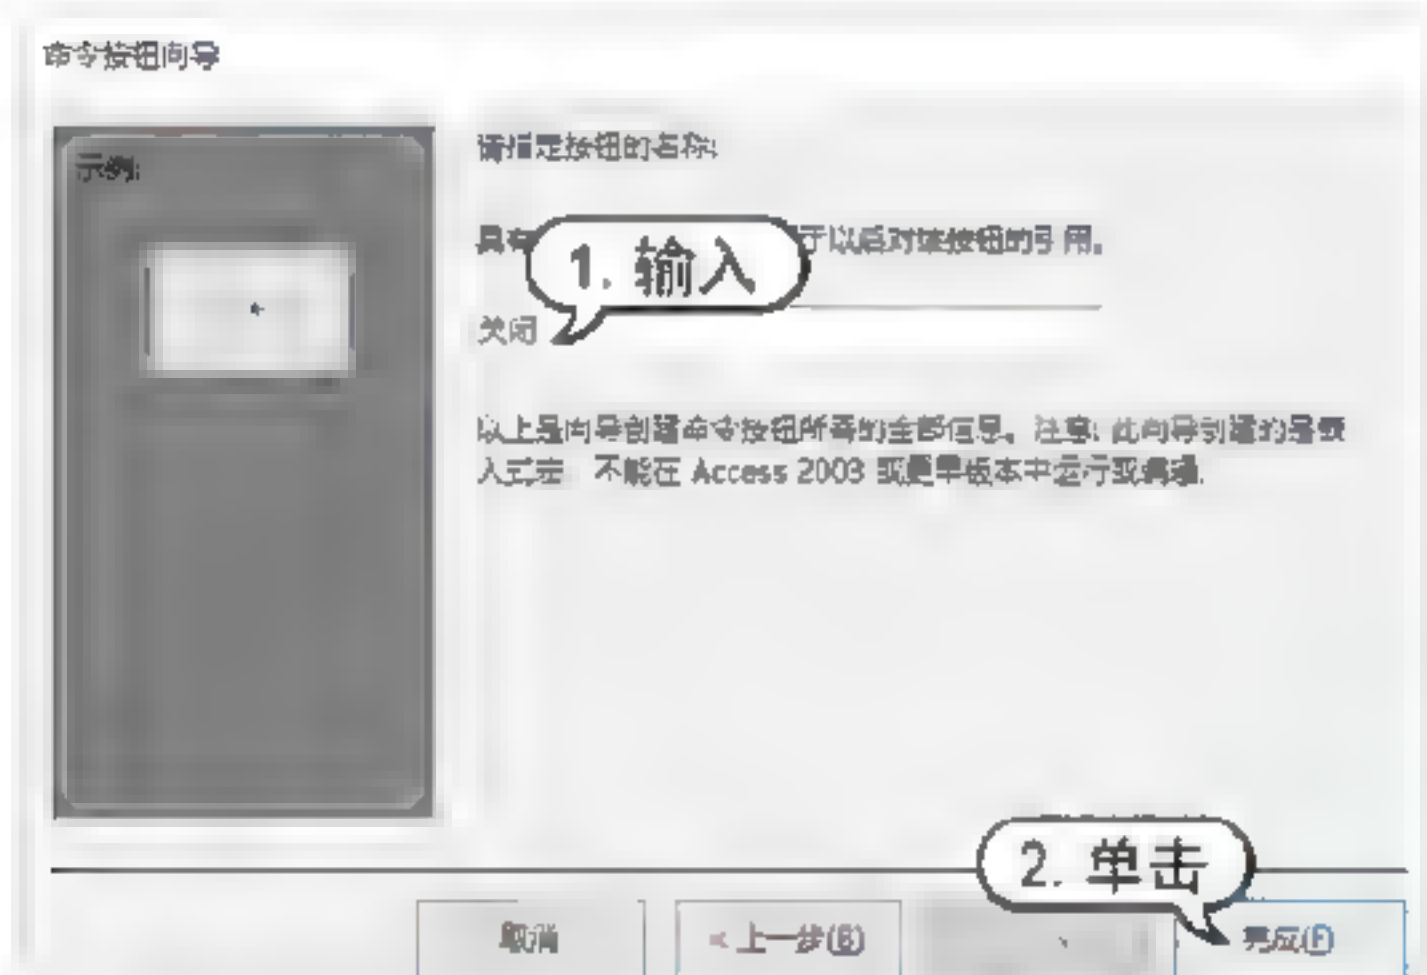 命令按钮向导
示例:
请指定按钮的名称:
具有
于以后对该按钮的引用。
1. 输入
关闭
以上是向导创建命令按钮所需的全部信息。注意: 此向导创建的是嵌
入式宏，不能在 Access 2003 或更早版本中运行或编辑。
2. 单击
取消
< 上一步(B)
完成(F)